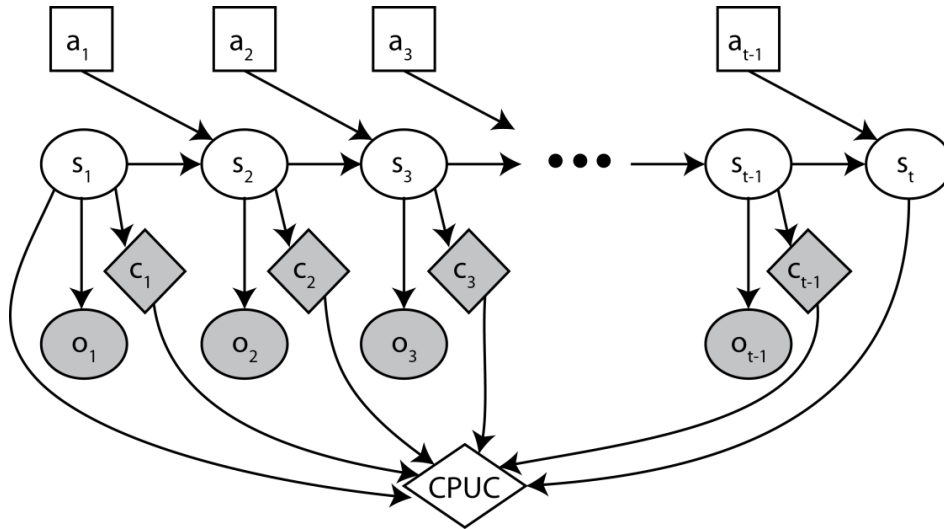 a1 a2 a3 at-1
s1 s2 s3 ••• st-1 st
c1 c2 c3 ct-1
o1 o2 o3 ot-1
CPUC